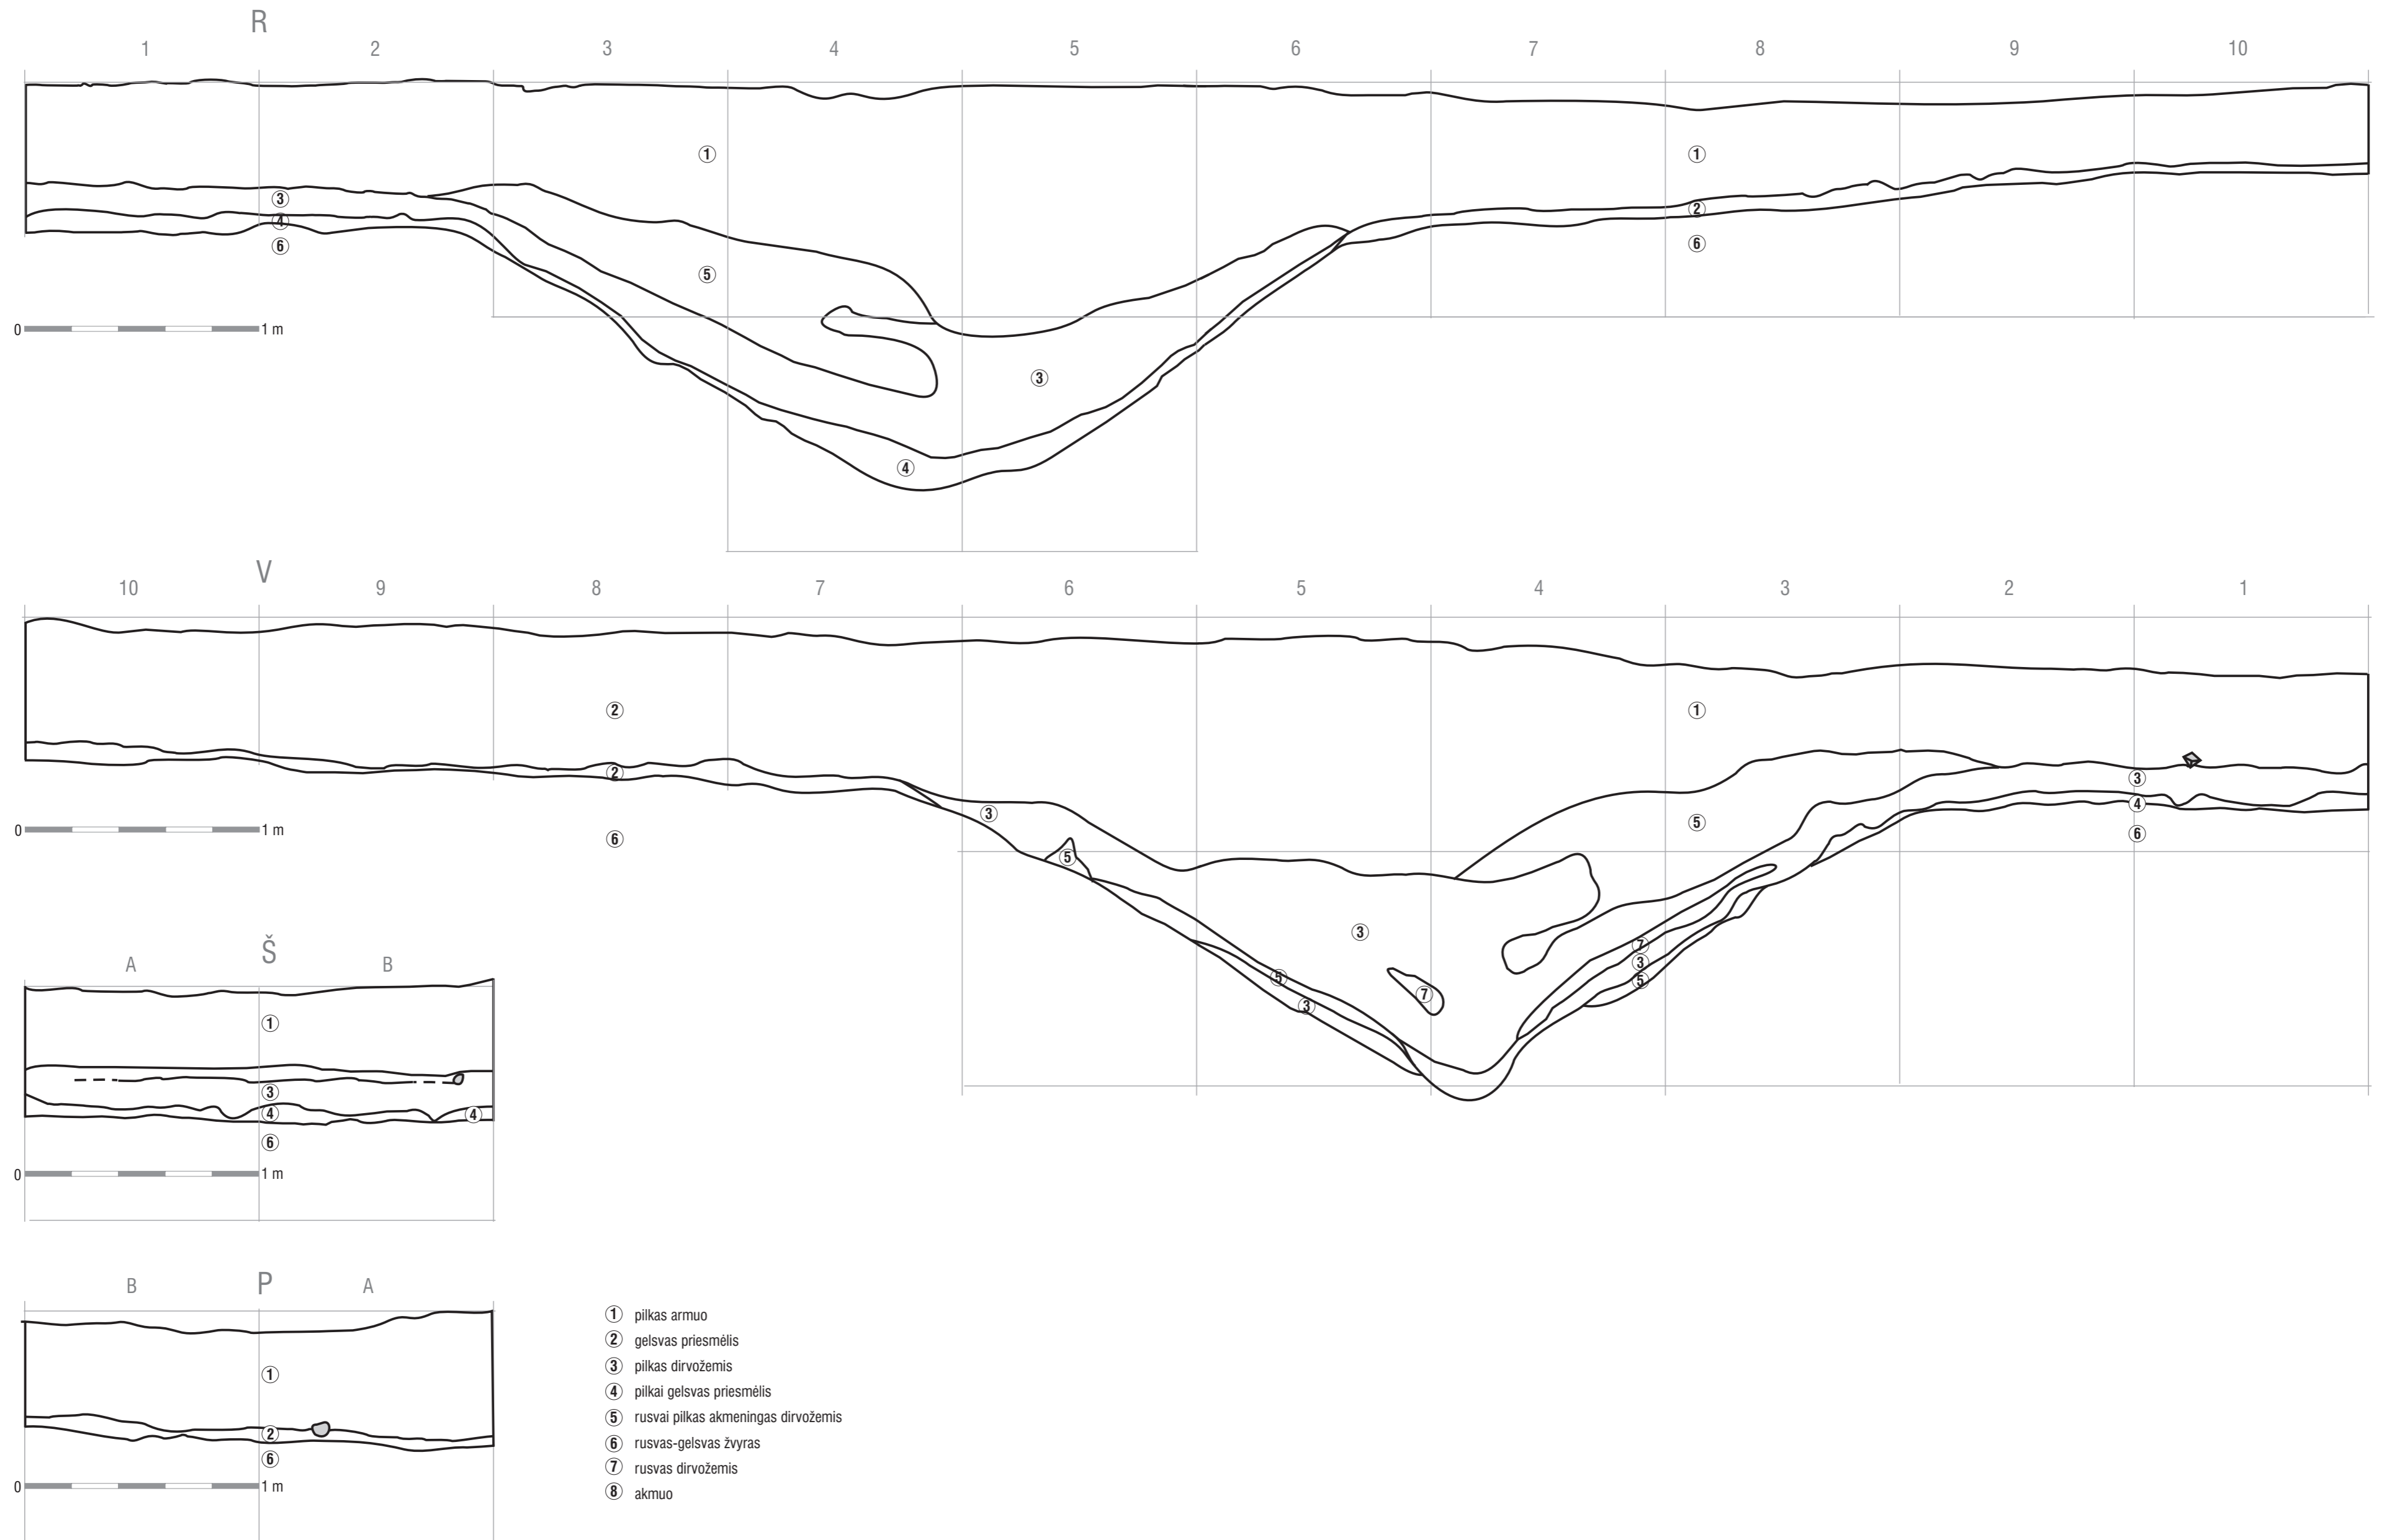 R
1 2 3 4 5 6 7 8 9 10
① ①
③ ②
④
⑥ ⑥
⑤
0 1 m
③
④
V
10 9 8 7 6 5 4 3 2 1
② ①
② ③
③ ④
0 1 m ⑥ ⑤ ⑥
⑤
③ ⑦
③
⑤ ⑦ ⑤
③
Š
A B
①
③
④ ④
⑥
0 1 m
P
B A
①
②
⑥
0 1 m
① pilkas armuo
② gelsvas priesmėlis
③ pilkas dirvožemis
④ pilkai gelsvas priesmėlis
⑤ rusvai pilkas akmeningas dirvožemis
⑥ rusvas-gelsvas žvyras
⑦ rusvas dirvožemis
⑧ akmuo